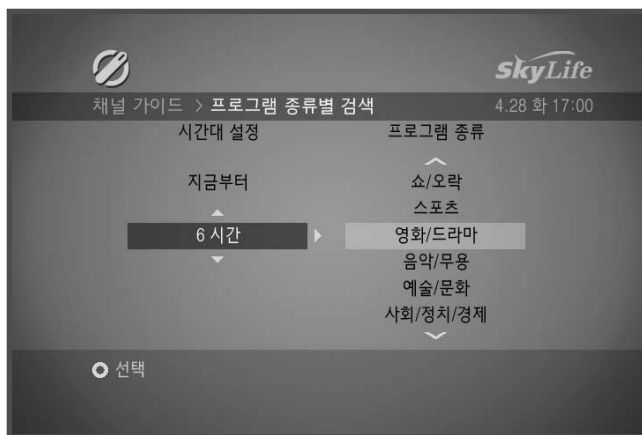 SkyLife
채널 가이드 > 프로그램 종류별 검색 4.28 화 17:00
시간대 설정 프로그램 종류
지금부터 쇼/오락
스포츠
6 시간 영화/드라마
음악/무용
예술/문화
사회/정치/경제
선택